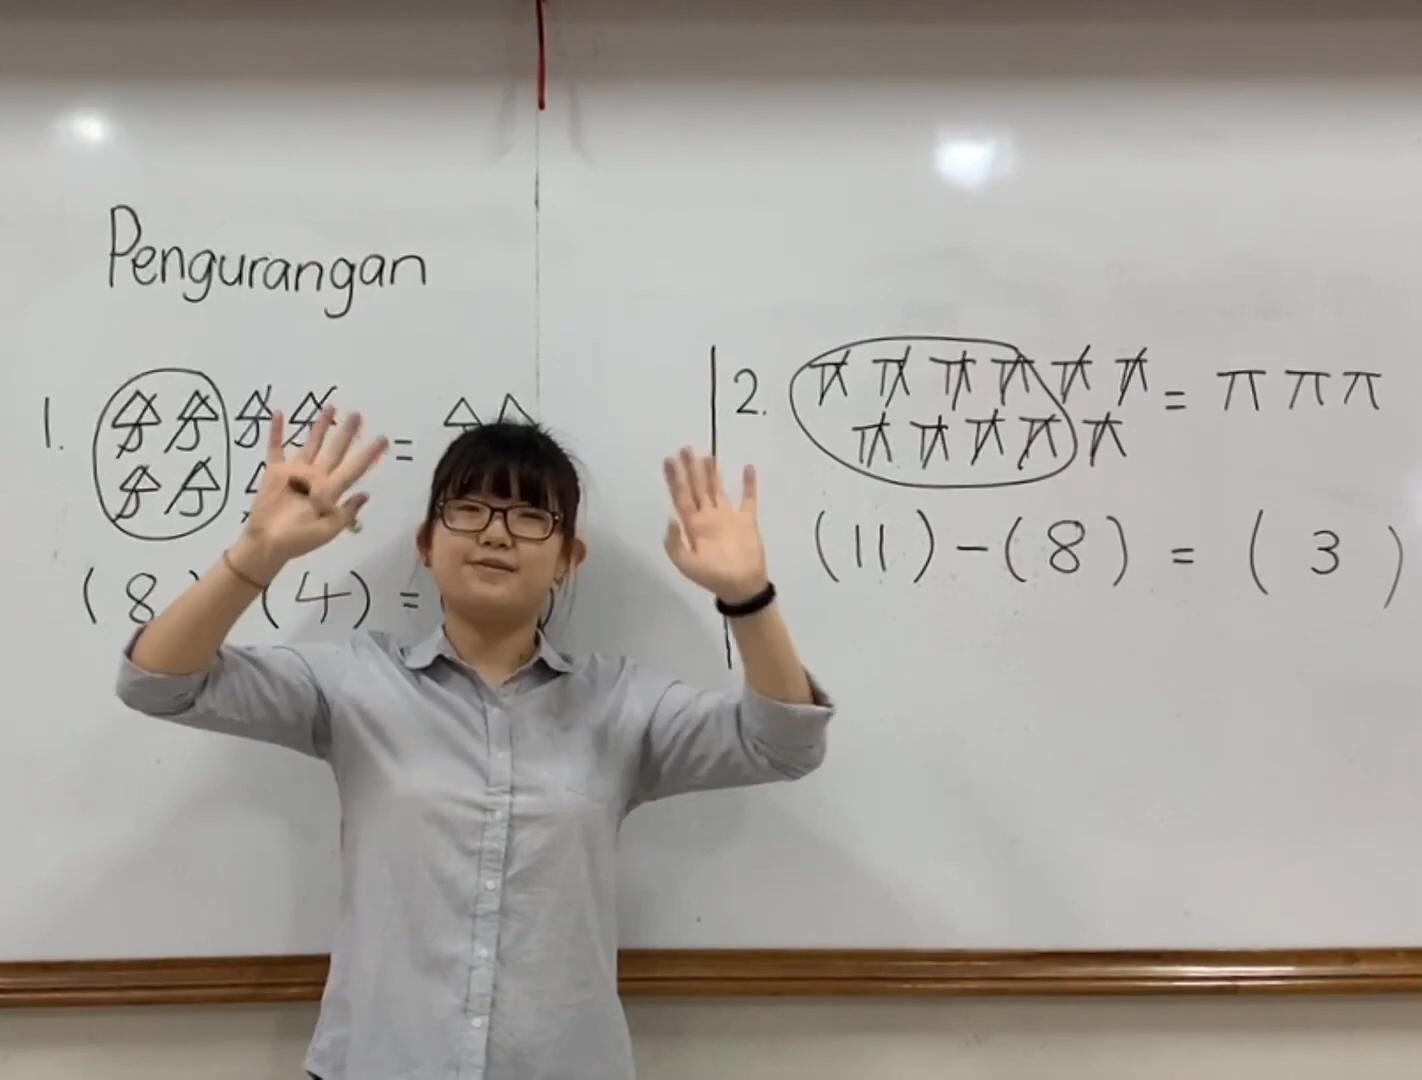 Pengurangan
1. =
(8 (4) =
2. = π π π
(11) - (8) = (3)